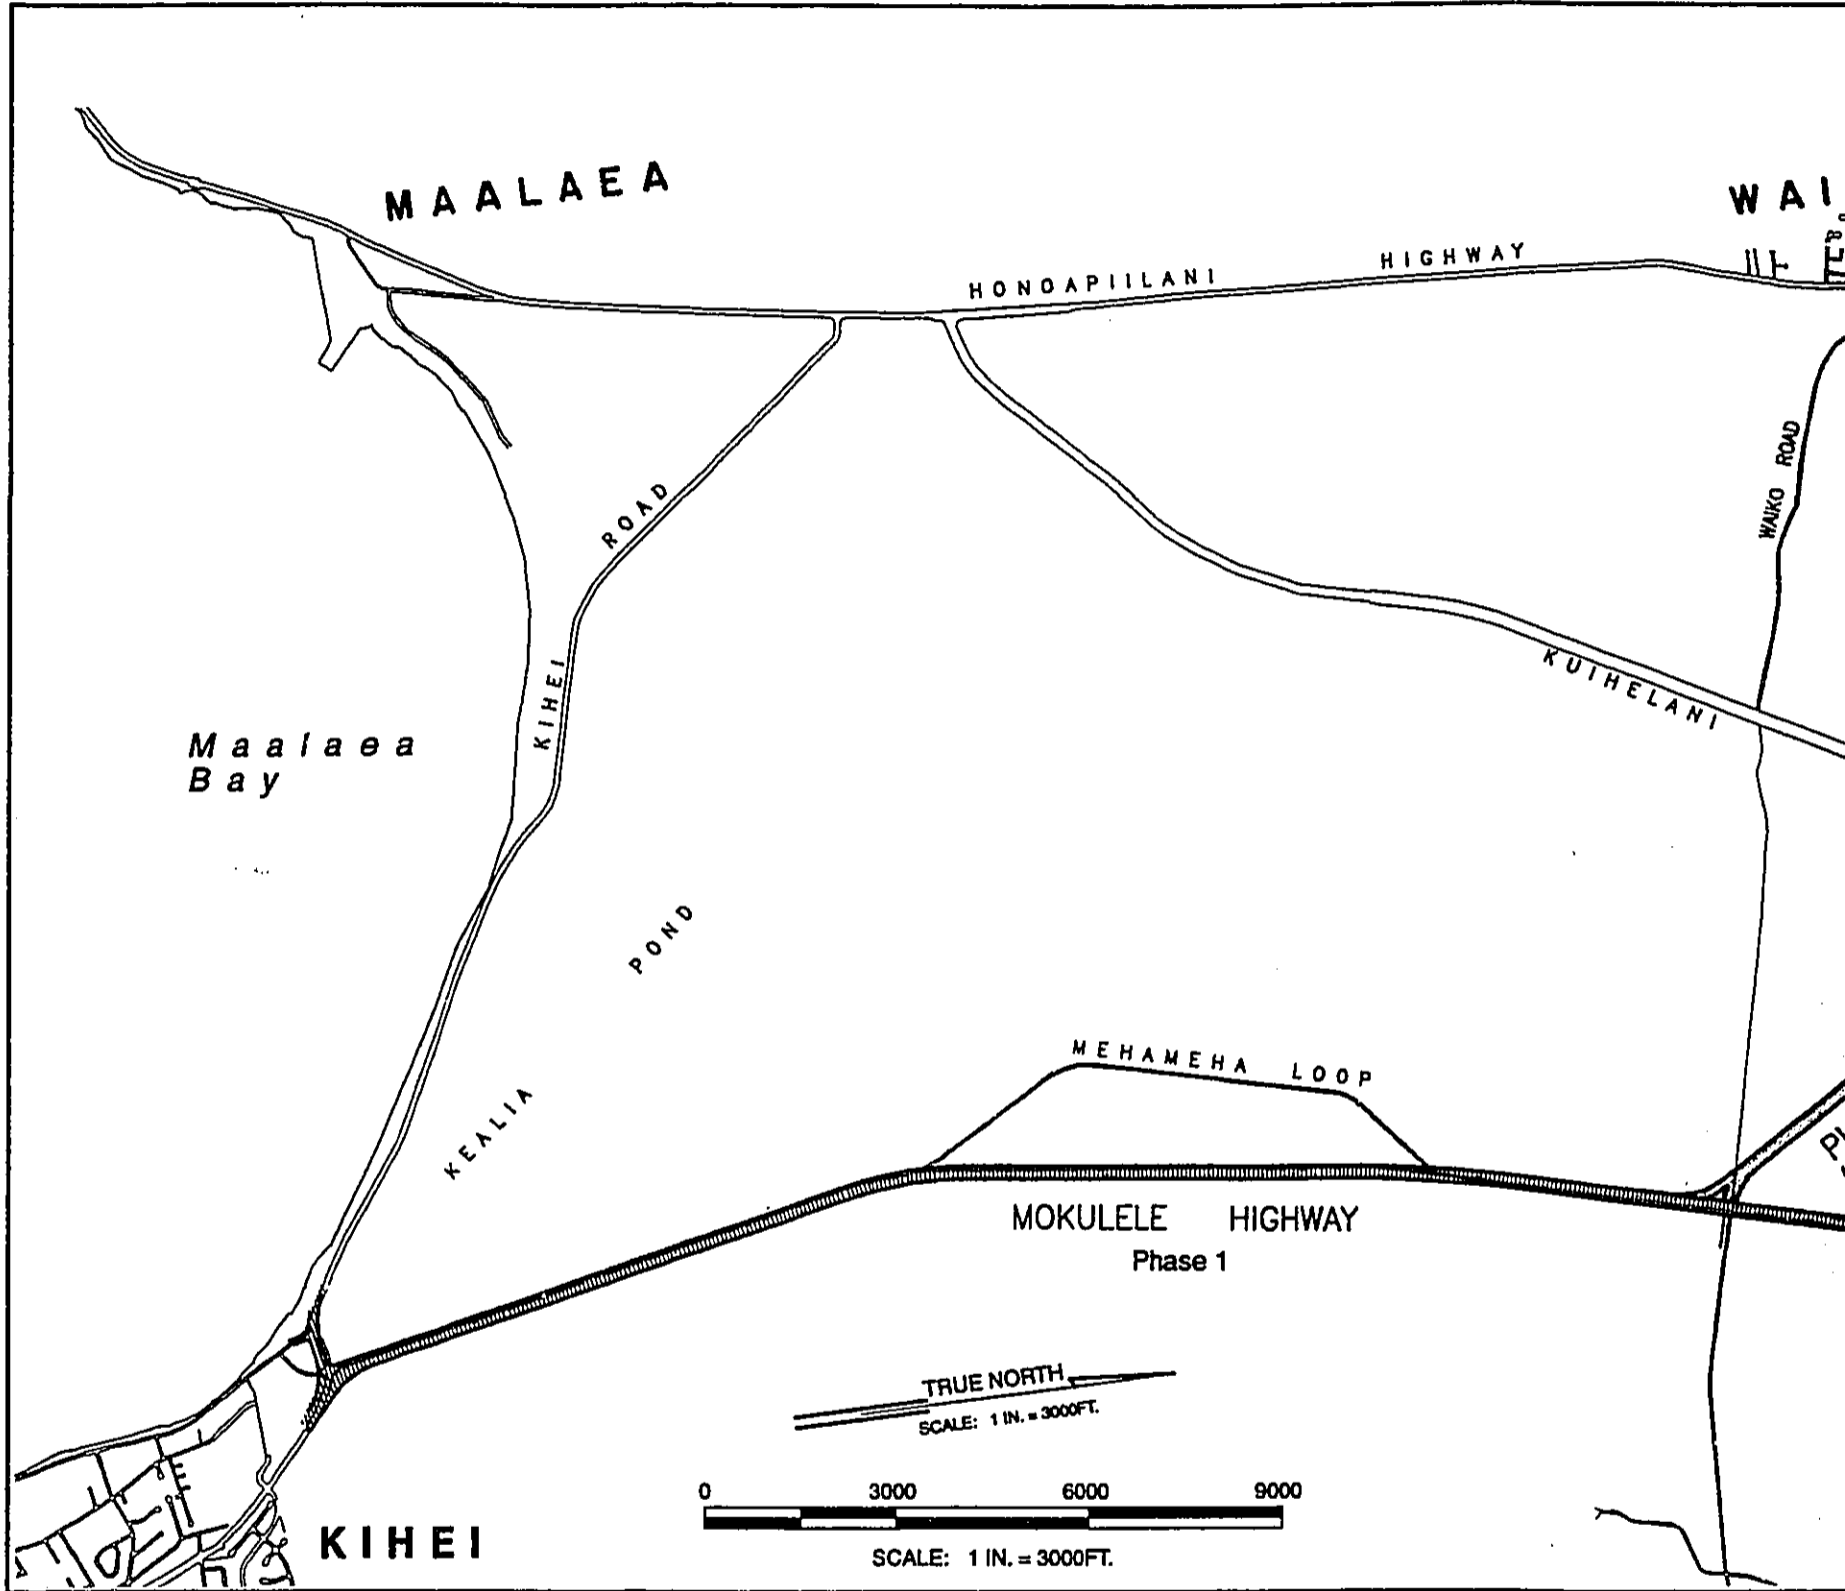 MAALAEA
WAI
HONOAPIILANI HIGHWAY
WAIKO ROAD
KIHEI ROAD
KUIHELANI
Maalaea
Bay
KEALIA POND
MEHAMEHA LOOP
MOKULELE HIGHWAY
Phase 1
TRUE NORTH
SCALE: 1 IN. = 3000FT.
0 3000 6000 9000
SCALE: 1 IN. = 3000FT.
KIHEI